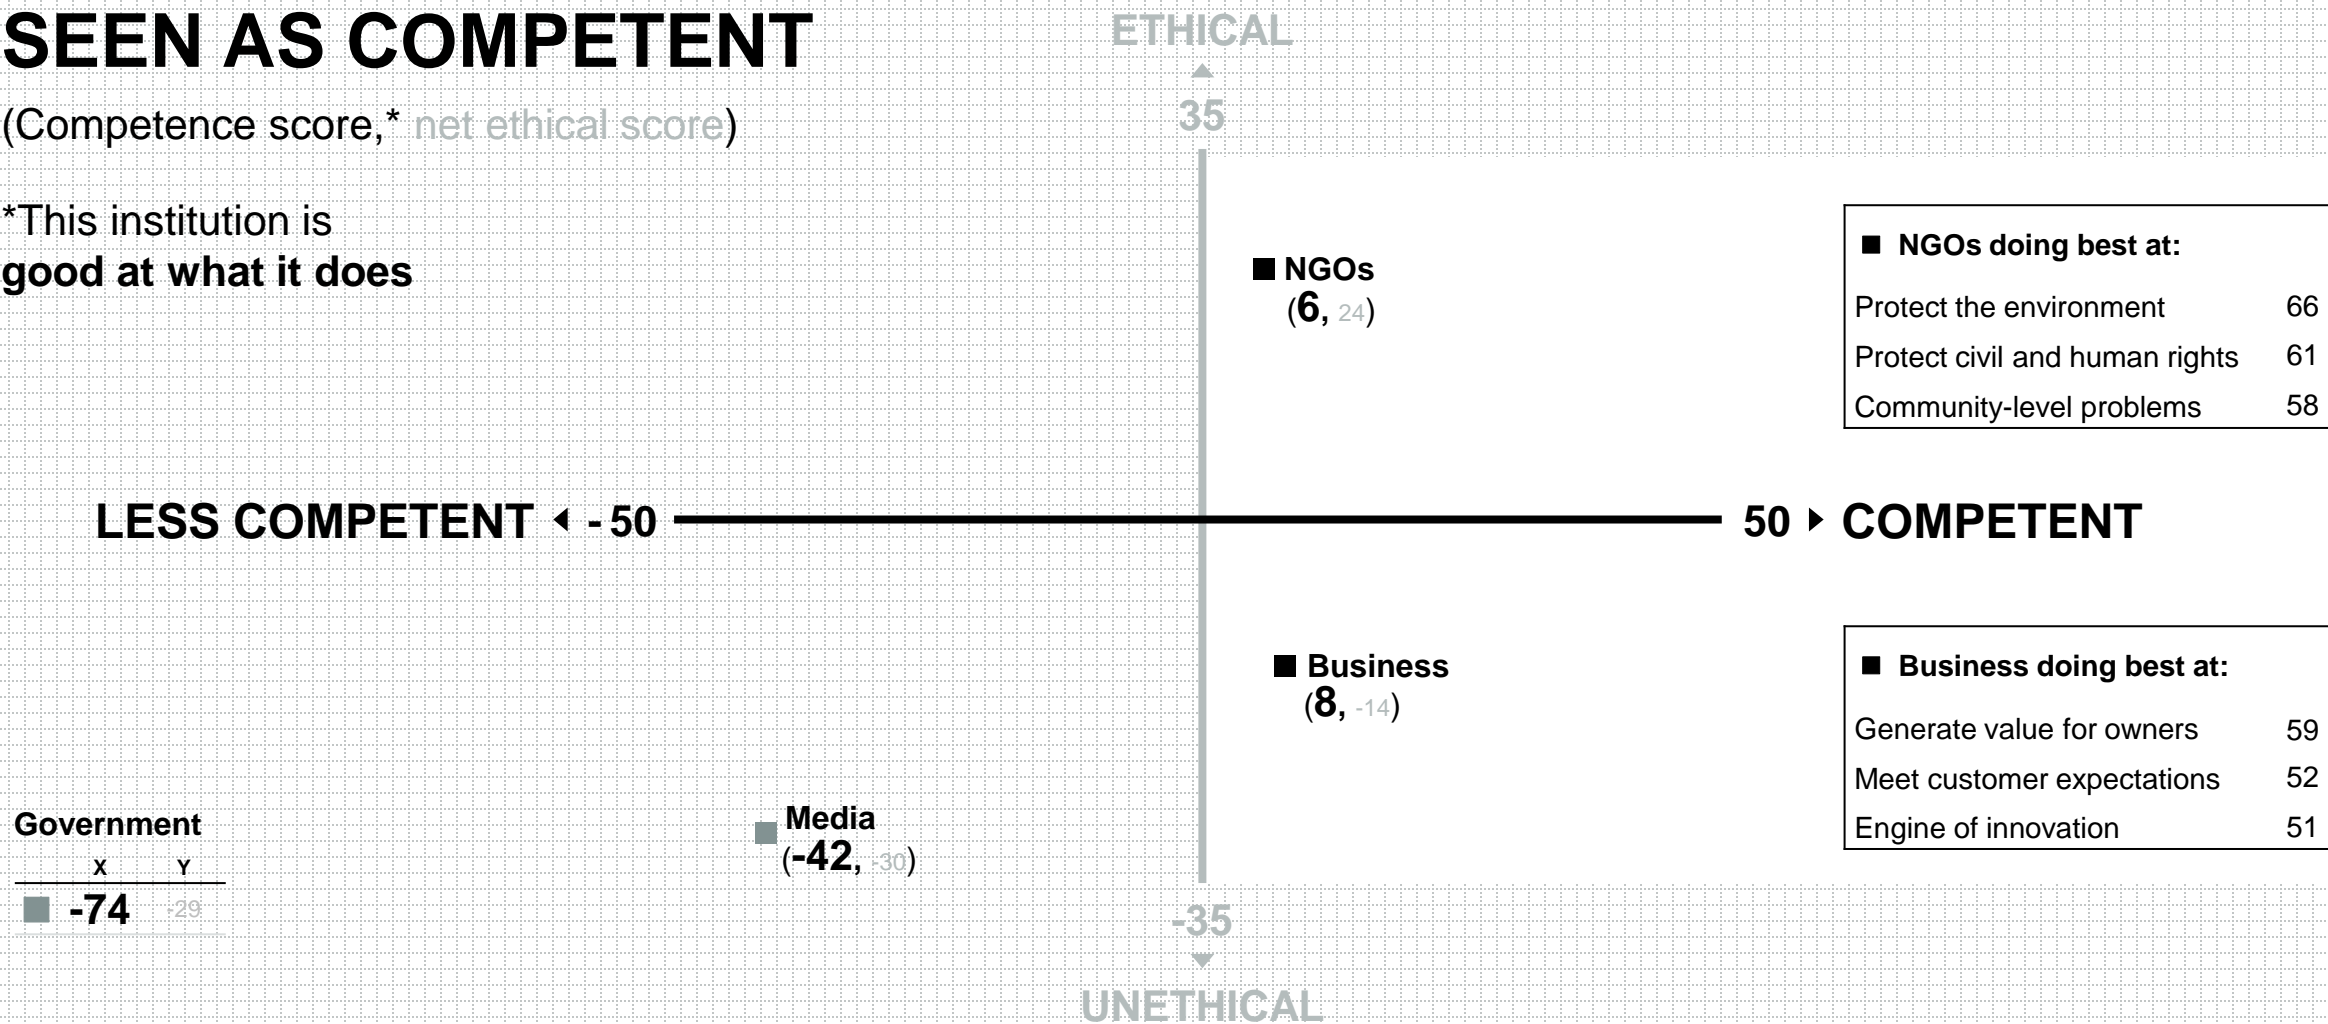 SEEN AS COMPETENT
(Competence score,* net ethical score)
*This institution is
good at what it does
ETHICAL
35
NGOs
(6, 24)
NGOs doing best at:
Protect the environment 66
Protect civil and human rights 61
Community-level problems 58
LESS COMPETENT -50
50 COMPETENT
Business
(8, -14)
Business doing best at:
Generate value for owners 59
Meet customer expectations 52
Engine of innovation 51
Media
(-42, -30)
Government
X Y
-74 -29
-35
UNETHICAL